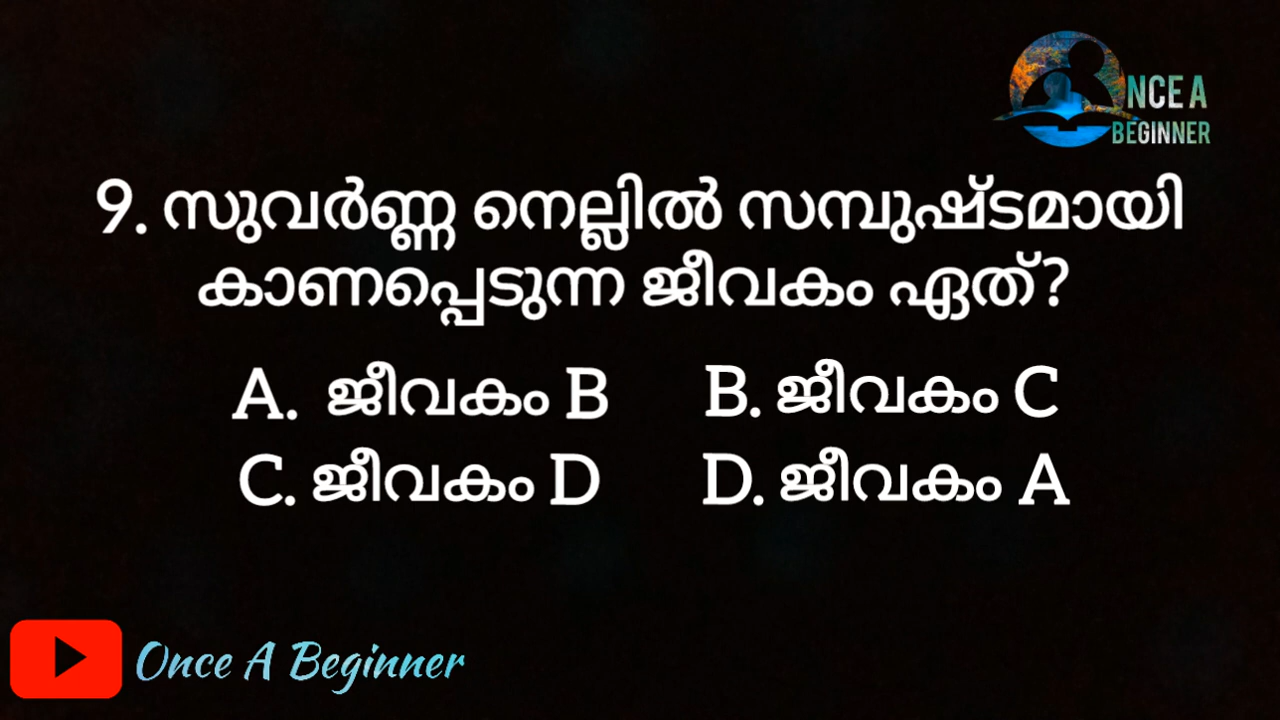 NCE A
BEGINNER
9. സുവർണ്ണ നെല്ലിൽ സമ്പുഷ്ടമായി
കാണപ്പെടുന്ന ജീവകം ഏത്?
A. ജീവകം B B. ജീവകം C
C. ജീവകം D D. ജീവകം A
Once A Beginner